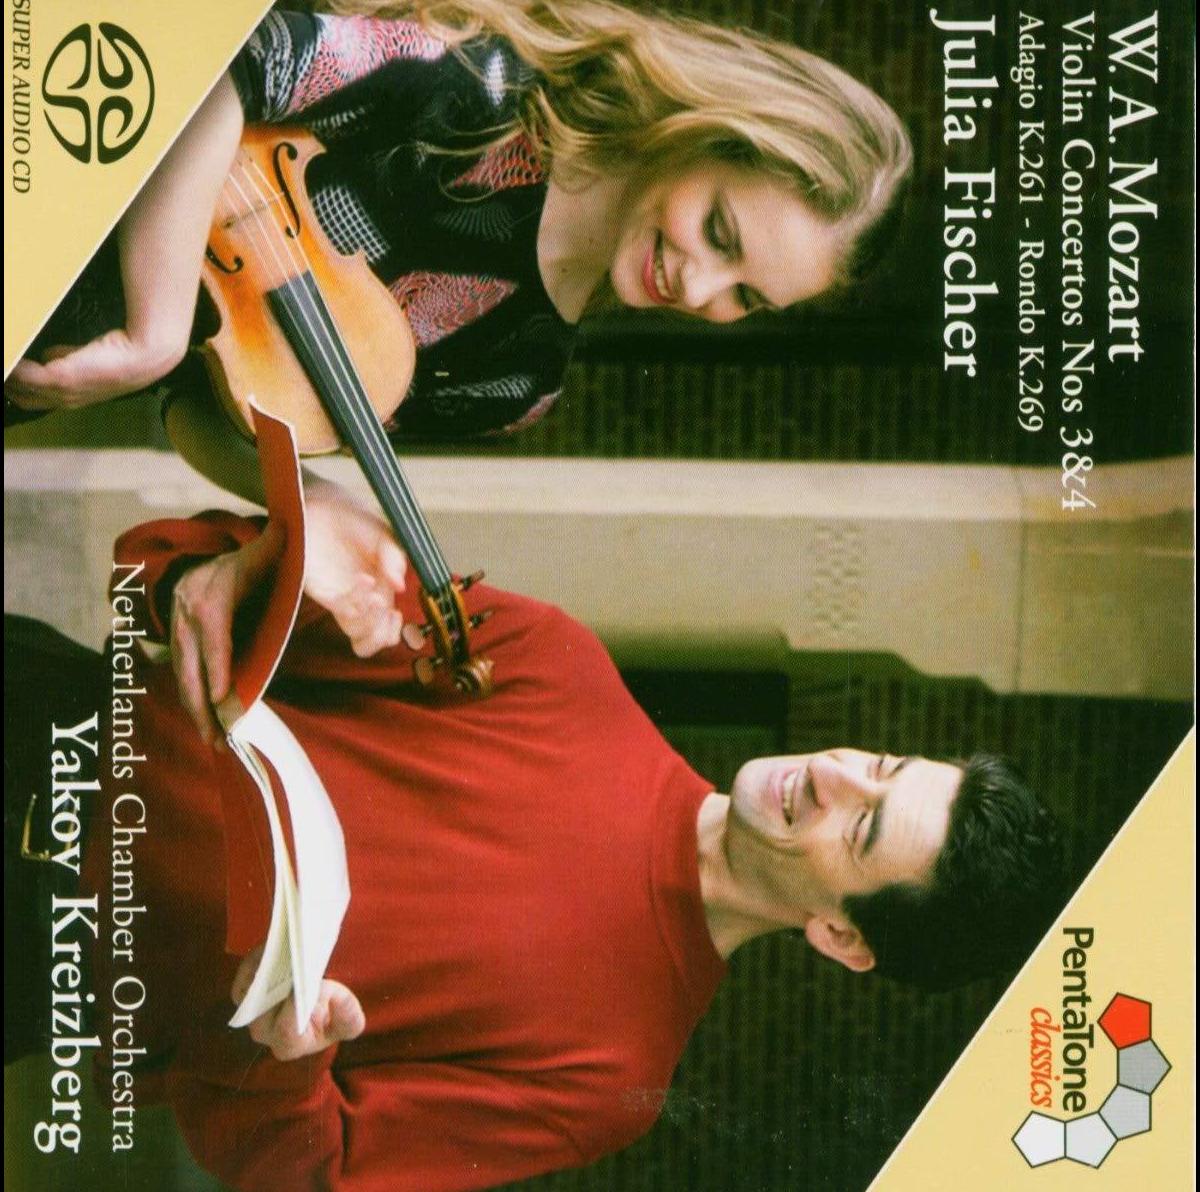 W. A. Mozart
Violin Concertos Nos 3&4
Adagio K.261 - Rondo K.269
Julia Fischer
PentaTone
classics
SUPER AUDIO CD
Netherlands Chamber Orchestra
Yakov Kreizberg